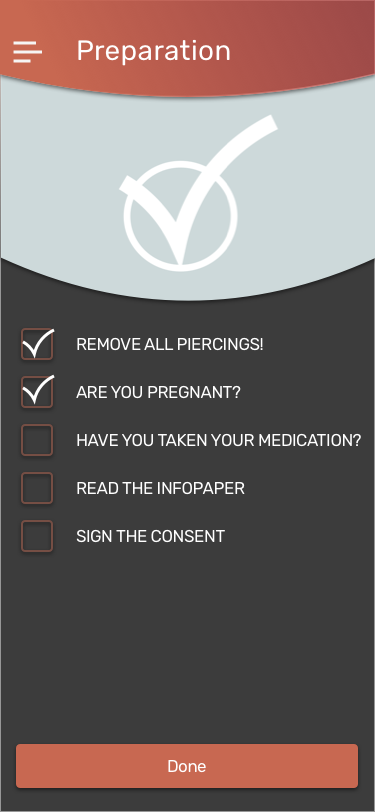 Preparation
REMOVE ALL PIERCINGS!
ARE YOU PREGNANT?
HAVE YOU TAKEN YOUR MEDICATION?
READ THE INFOPAPER
SIGN THE CONSENT
Done